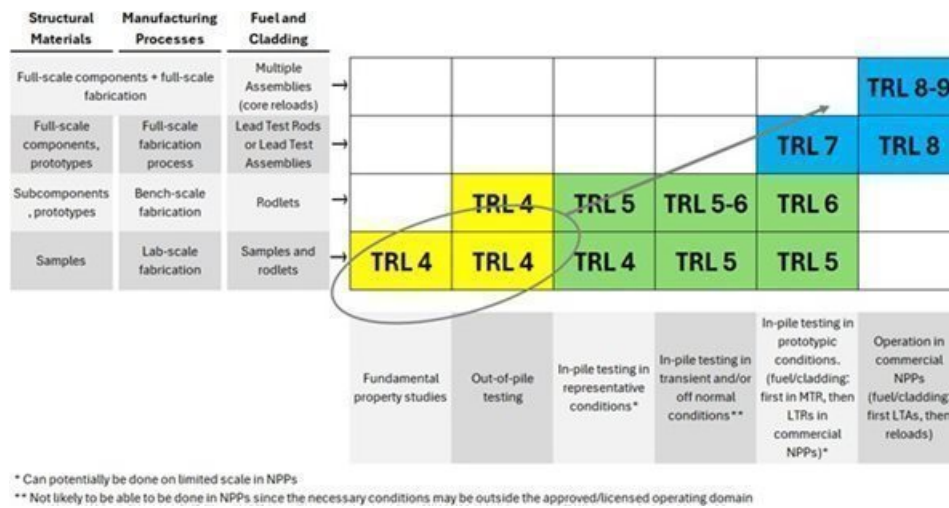 Structural
Materials
Manufacturing
Processes
Fuel and
Cladding
Full-scale components + full-scale
fabrication
Multiple
Assemblies
(core reloads)
TRL 8-9
Full-scale
components,
prototypes
Full-scale
fabrication
process
Lead Test Rods
or Lead Test
Assemblies
TRL 7
TRL 8
Subcomponents
, prototypes
Bench-scale
fabrication
Rodlets
TRL 4
TRL 5
TRL 5-6
TRL 6
Samples
Lab-scale
fabrication
Samples and
rodlets
TRL 4
TRL 4
TRL 4
TRL 5
TRL 5
Fundamental
property studies
Out-of-pile
testing
In-pile testing in
representative
conditions*
In-pile testing in
transient and/or
off normal
conditions**
In-pile testing in
prototypic
conditions.
(fuel/cladding:
first in MTR, then
LTRs in
commercial
NPPs)*
Operation in
commercial
NPPs
(fuel/cladding:
first LTAs, then
reloads)
* Can potentially be done on limited scale in NPPs
** Not likely to be able to be done in NPPs since the necessary conditions may be outside the approved/licensed operating domain